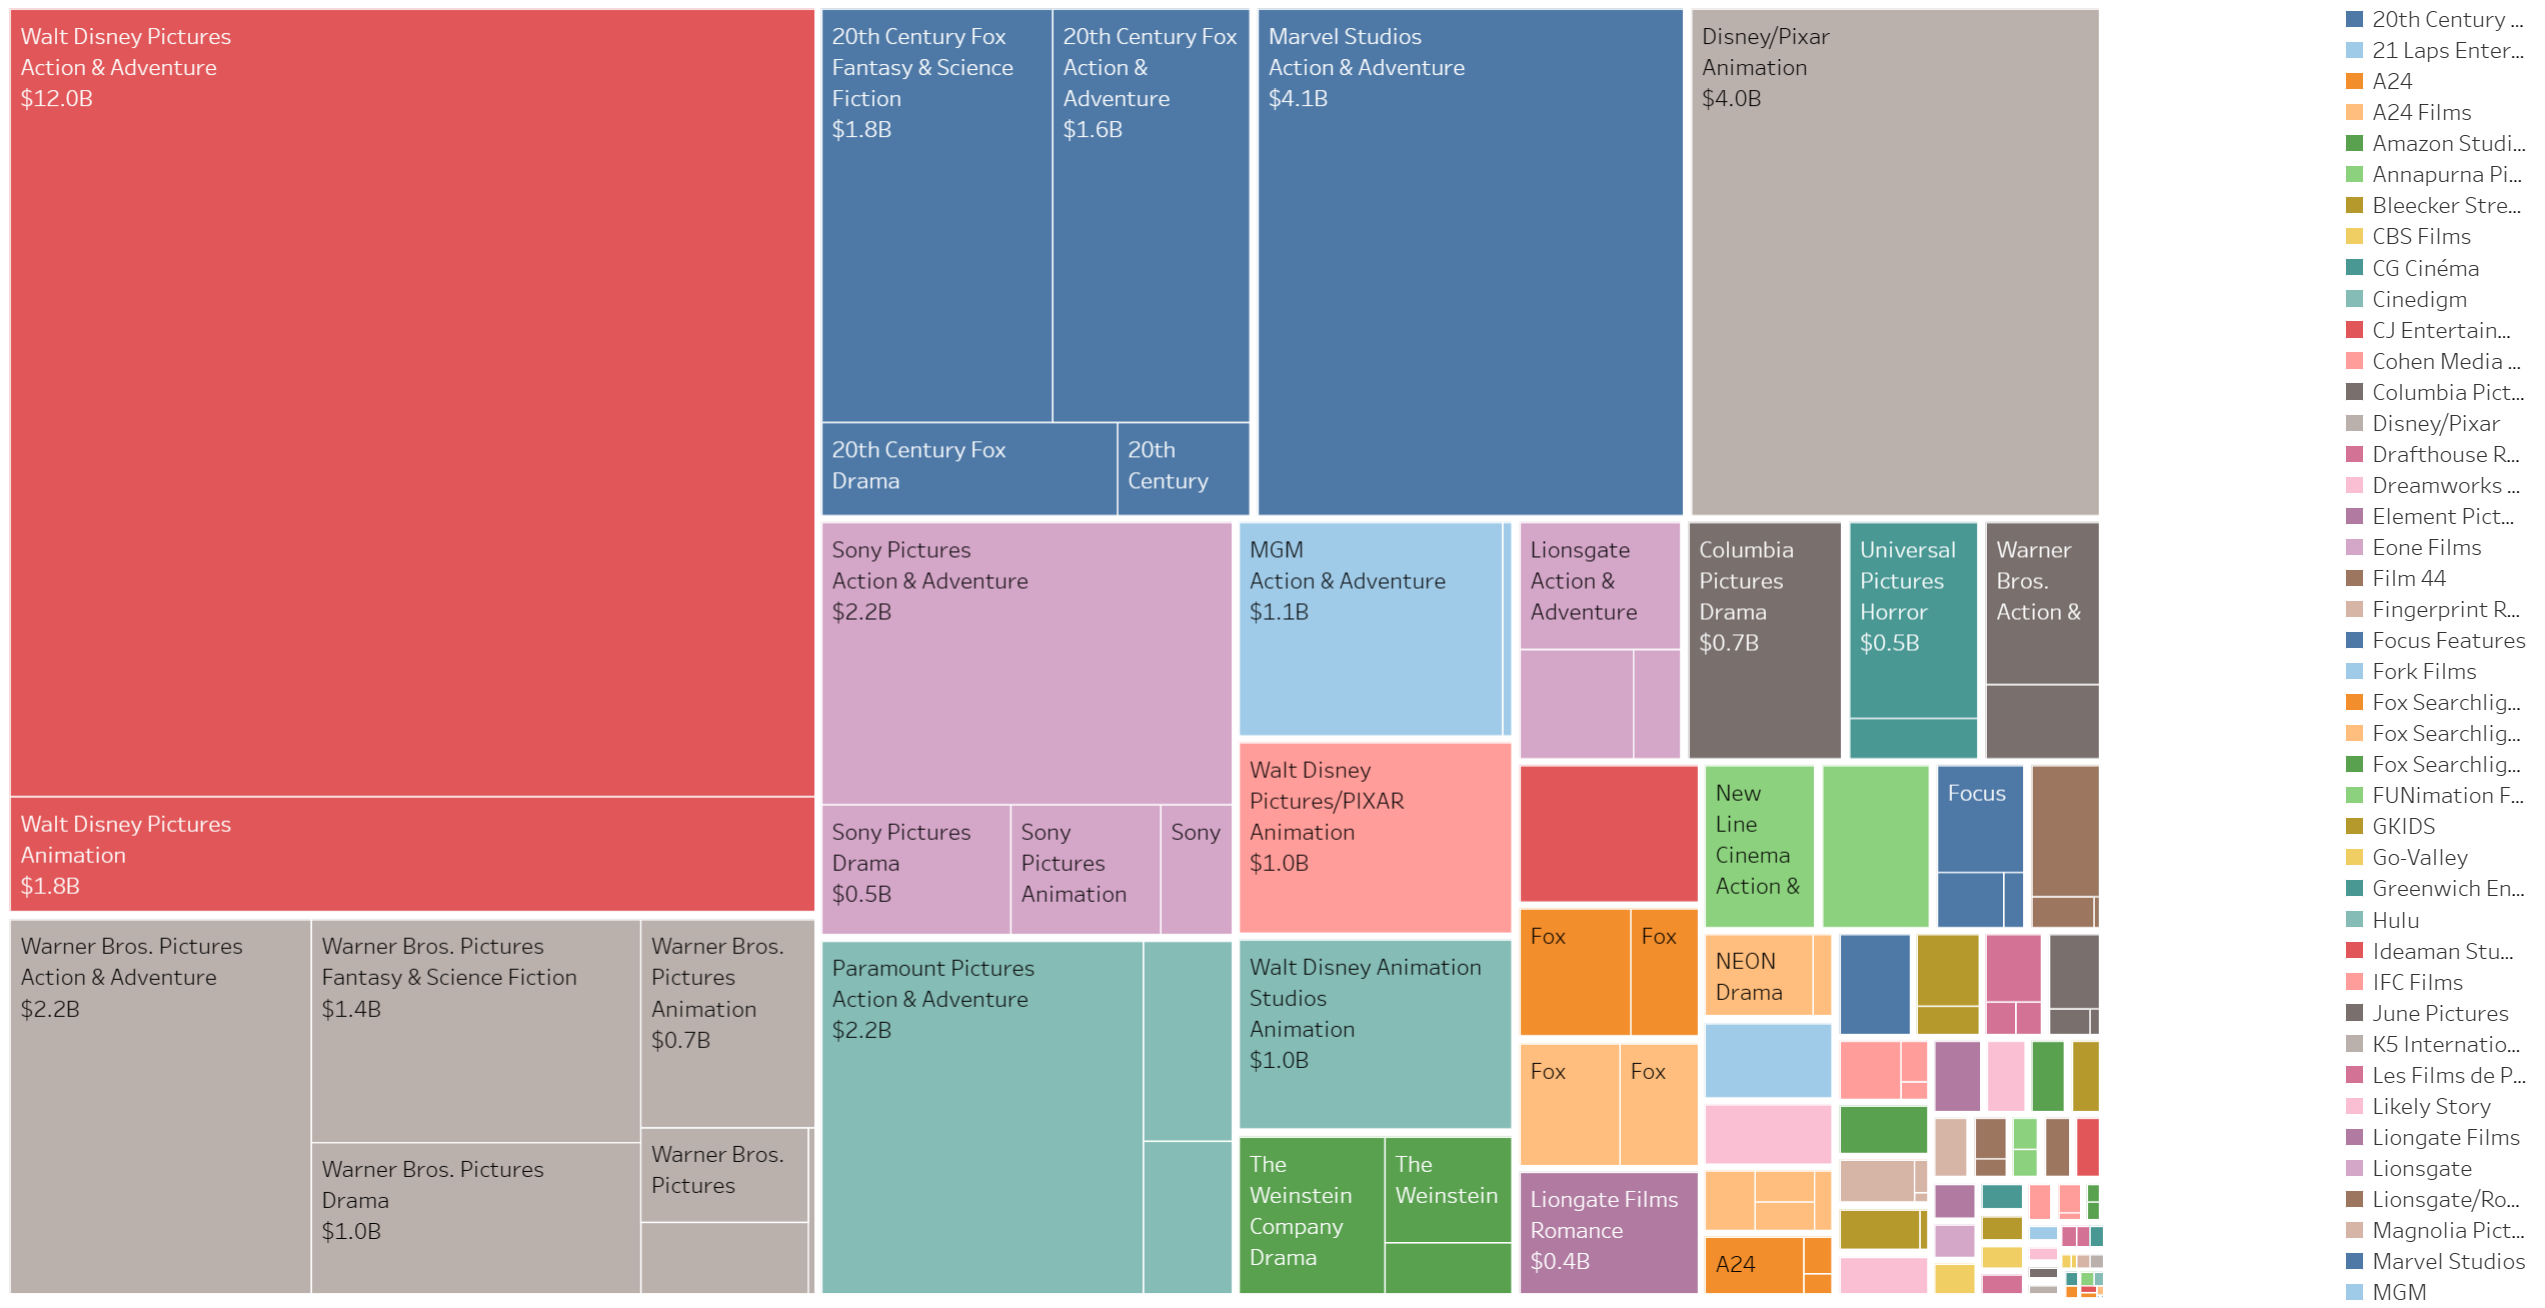 Walt Disney Pictures
Action & Adventure
$12.0B
Walt Disney Pictures
Animation
$1.8B
Warner Bros. Pictures
Action & Adventure
$2.2B
Warner Bros. Pictures
Fantasy & Science Fiction
$1.4B
Warner Bros. Pictures
Drama
$1.0B
Warner Bros.
Pictures
Animation
$0.7B
Warner Bros.
Pictures
20th Century Fox
Fantasy & Science
Fiction
$1.8B
20th Century Fox
Action &
Adventure
$1.6B
20th Century Fox
Drama
20th
Century
Marvel Studios
Action & Adventure
$4.1B
Disney/Pixar
Animation
$4.0B
Sony Pictures
Action & Adventure
$2.2B
Sony Pictures
Drama
$0.5B
Sony
Pictures
Animation
Sony
Paramount Pictures
Action & Adventure
$2.2B
MGM
Action & Adventure
$1.1B
Walt Disney
Pictures/PIXAR
Animation
$1.0B
Walt Disney Animation
Studios
Animation
$1.0B
The
Weinstein
Company
Drama
The
Weinstein
Lionsgate
Action &
Adventure
Columbia
Pictures
Drama
$0.7B
Universal
Pictures
Horror
$0.5B
Warner
Bros.
Action &
Fox
Fox
Fox
Fox
Liongate Films
Romance
$0.4B
New
Line
Cinema
Action &
Focus
NEON
Drama
A24
20th Century ...
21 Laps Enter...
A24
A24 Films
Amazon Studi...
Annapurna Pi...
Bleecker Stre...
CBS Films
CG Cinéma
Cinedigm
CJ Entertain...
Cohen Media ...
Columbia Pict...
Disney/Pixar
Drafthouse R...
Dreamworks ...
Element Pict...
Eone Films
Film 44
Fingerprint R...
Focus Features
Fork Films
Fox Searchlig...
Fox Searchlig...
Fox Searchlig...
FUNimation F...
GKIDS
Go-Valley
Greenwich En...
Hulu
Ideaman Stu...
IFC Films
June Pictures
K5 Internatio...
Les Films de P...
Likely Story
Liongate Films
Lionsgate
Lionsgate/Ro...
Magnolia Pict...
Marvel Studios
MGM